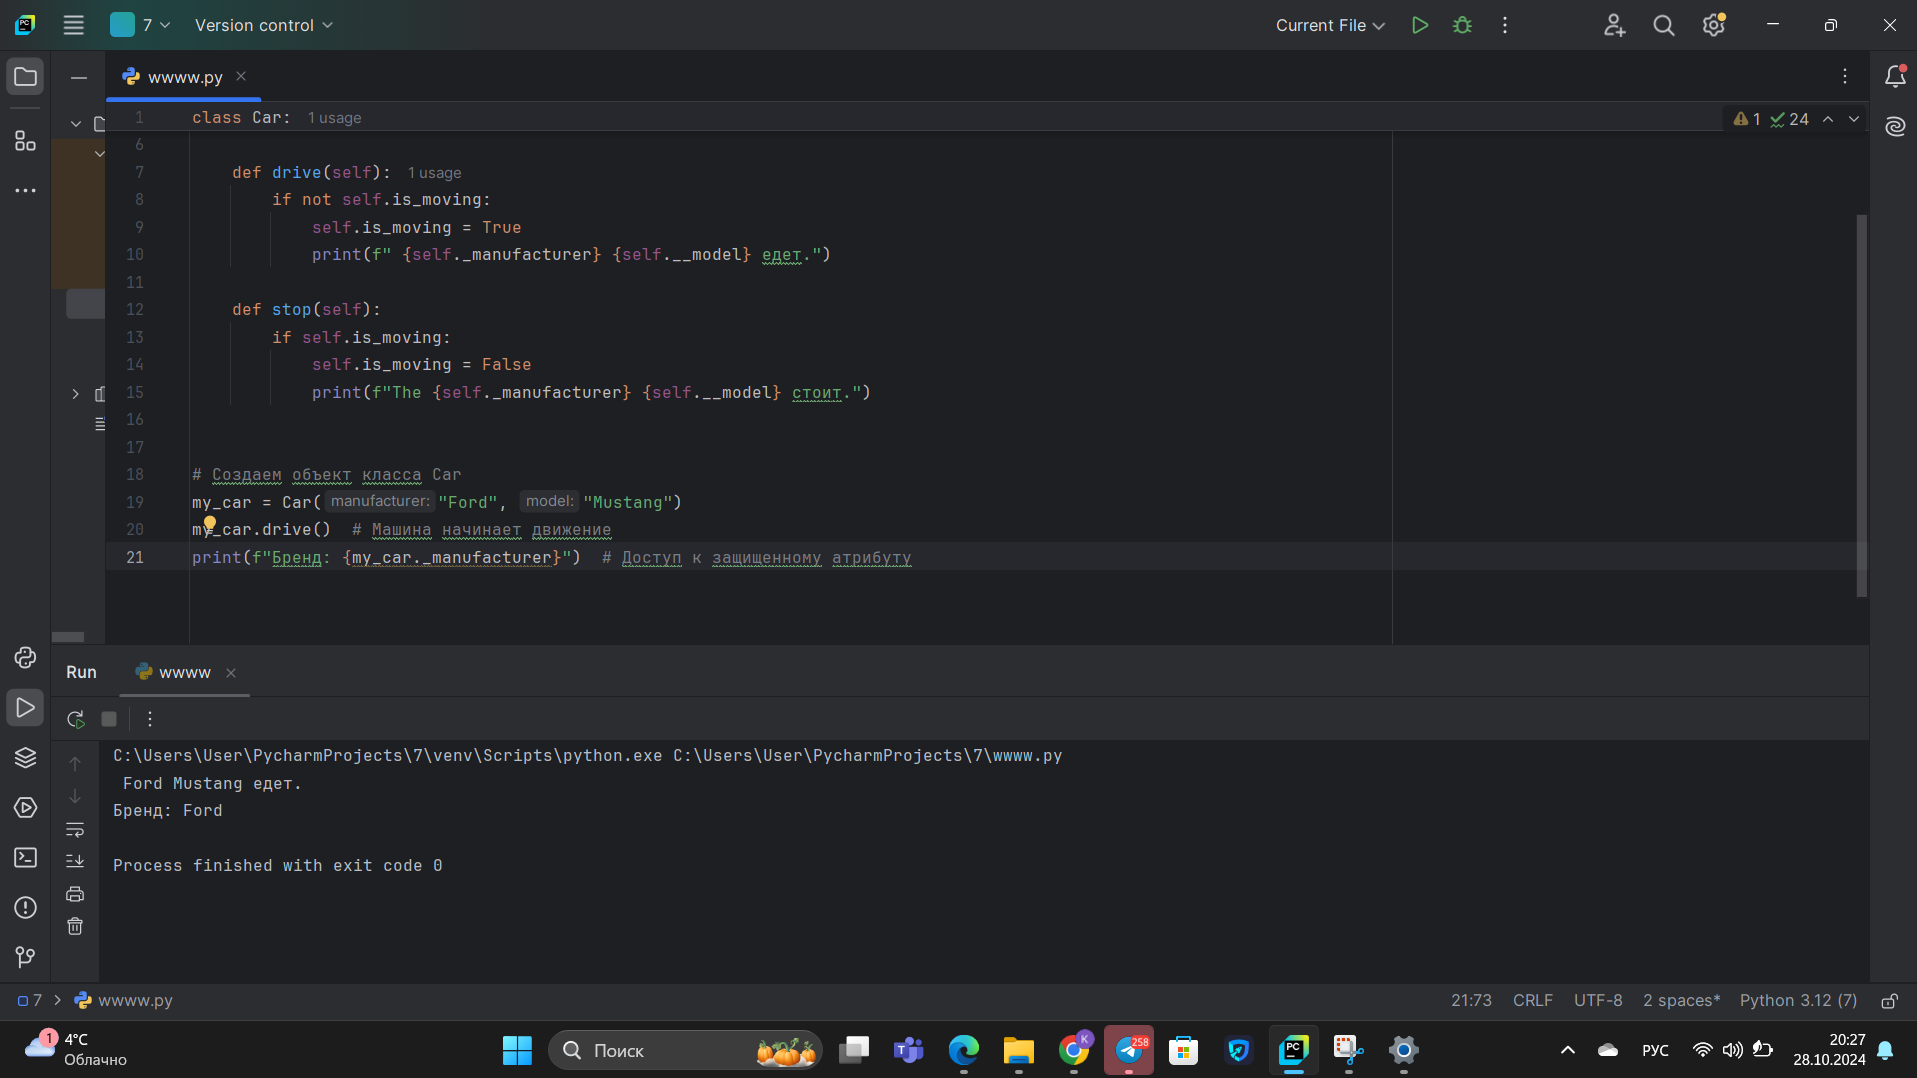 7 Version control Current File
wwww.py
1 class Car: 1 usage 1 24
6
7 def drive(self): 1 usage
8 if not self.is_moving:
9 self.is_moving = True
10 print(f" {self._manufacturer} {self.__model} едет.")
11
12 def stop(self):
13 if self.is_moving:
14 self.is_moving = False
15 print(f"The {self._manufacturer} {self.__model} стоит.")
16
17
18 # Создаем объект класса Car
19 my_car = Car( manufacturer: "Ford", model: "Mustang")
20 my_car.drive() # Машина начинает движение
21 print(f"Бренд: {my_car._manufacturer}") # Доступ к защищенному атрибуту
Run wwww
C:\Users\User\PycharmProjects\7\venv\Scripts\python.exe C:\Users\User\PycharmProjects\7\wwww.py
Ford Mustang едет.
Бренд: Ford
Process finished with exit code 0
7 wwww.py 21:73 CRLF UTF-8 2 spaces* Python 3.12 (7)
1 4°C
Облачно
Поиск
K
258
PC
РУС
20:27
28.10.2024